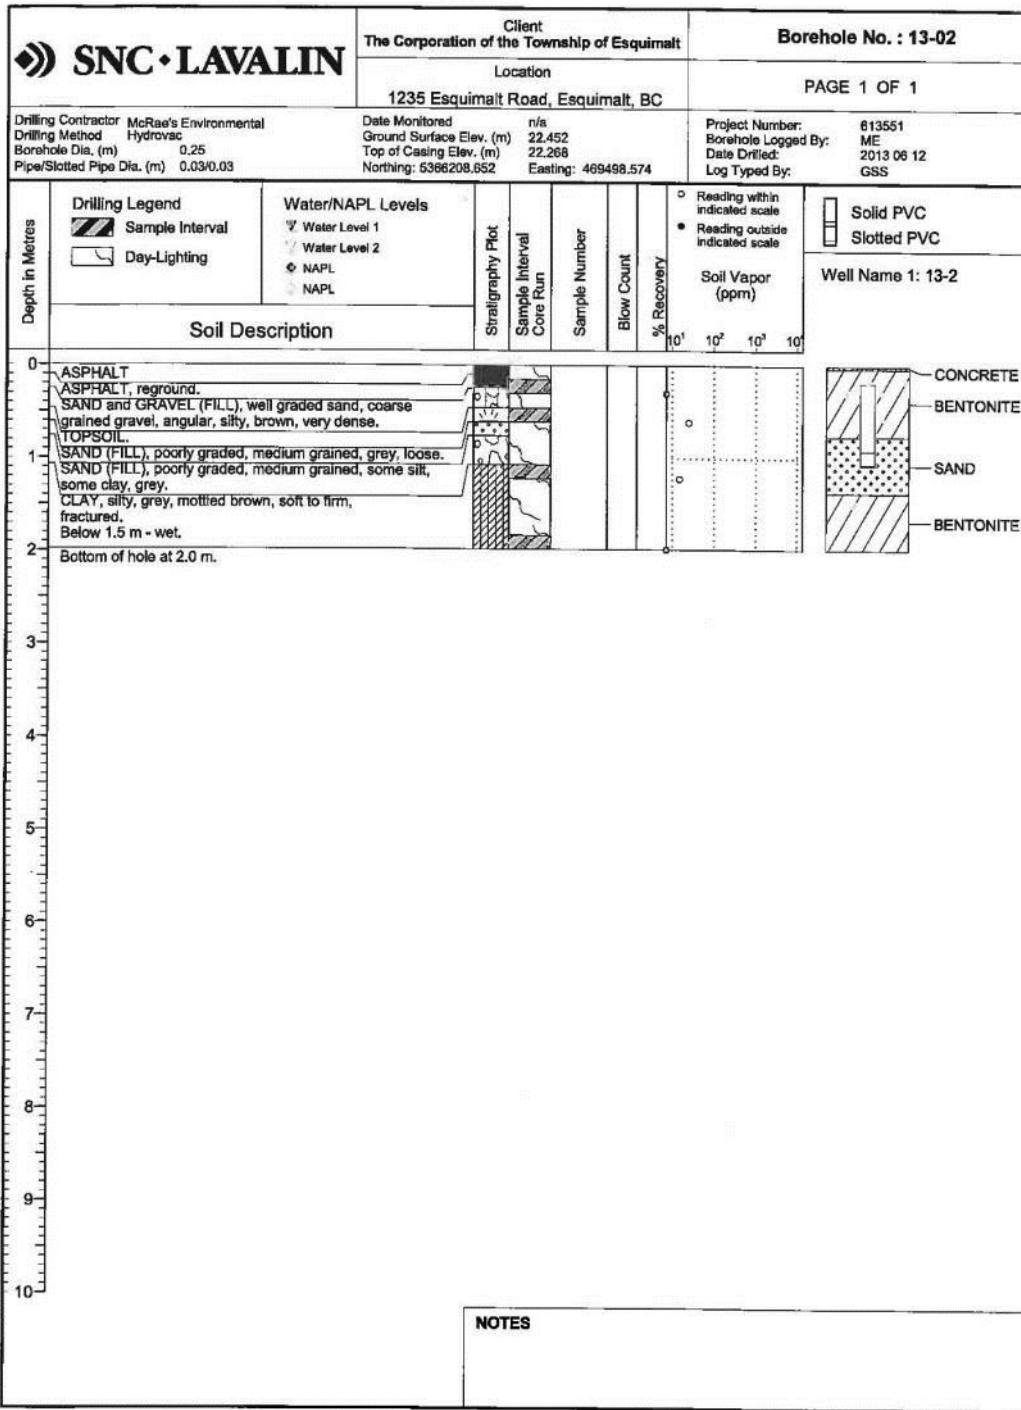 SNC•LAVALIN
Client
The Corporation of the Township of Esquimalt
Location
1235 Esquimalt Road, Esquimalt, BC
Borehole No. : 13-02
PAGE 1 OF 1
Drilling Contractor McRae's Environmental
Drilling Method Hydrovac
Borehole Dia. (m) 0.25
Pipe/Slotted Pipe Dia. (m) 0.03/0.03
Date Monitored n/a
Ground Surface Elev. (m) 22.452
Top of Casing Elev. (m) 22.268
Northing: 5366208.652 Easting: 469498.574
Project Number: 613551
Borehole Logged By: ME
Date Drilled: 2013 06 12
Log Typed By: GSS
Depth in Metres
Drilling Legend
Sample Interval
Day-Lighting
Water/NAPL Levels
Water Level 1
Water Level 2
NAPL
NAPL
Soil Description
Stratigraphy Plot
Sample Interval
Core Run
Sample Number
Blow Count
% Recovery
Reading within
indicated scale
Reading outside
indicated scale
Soil Vapor
(ppm)
10¹ 10² 10³ 10⁴
Solid PVC
Slotted PVC
Well Name 1: 13-2
0
ASPHALT
ASPHALT, reground.
SAND and GRAVEL (FILL), well graded sand, coarse
grained gravel, angular, silty, brown, very dense.
TOPSOIL.
1
SAND (FILL), poorly graded, medium grained, grey, loose.
SAND (FILL), poorly graded, medium grained, some silt,
some clay, grey.
CLAY, silty, grey, mottled brown, soft to firm,
fractured.
Below 1.5 m - wet.
2
Bottom of hole at 2.0 m.
CONCRETE
BENTONITE
SAND
BENTONITE
3
4
5
6
7
8
9
10
NOTES